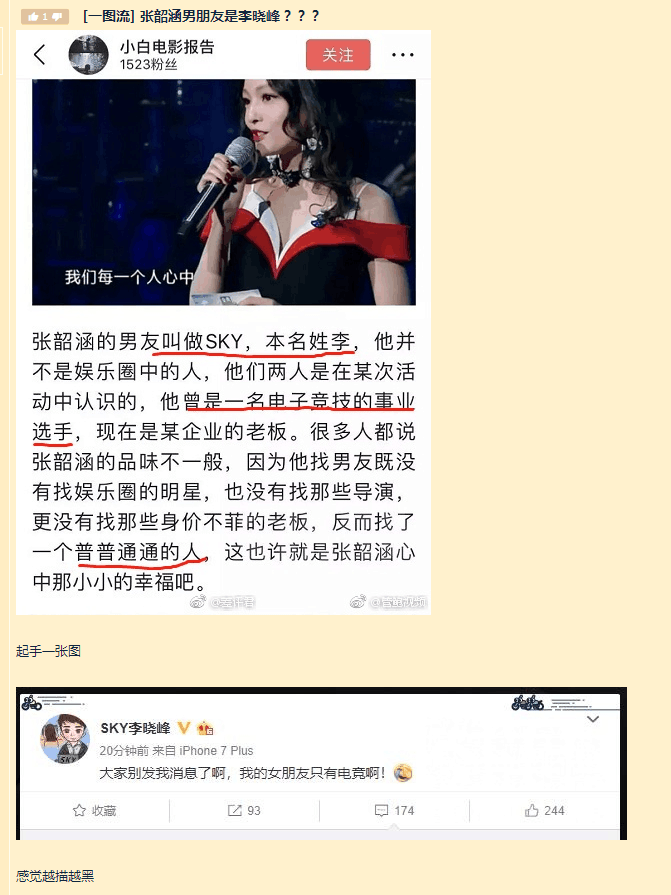 1
[一图流] 张韶涵男朋友是李晓峰？？？
小白电影报告
1523粉丝
关注
我们每一个人心中
张韶涵的男友叫做SKY，本名姓李，他并
不是娱乐圈中的人，他们两人是在某次活
动中认识的，他曾是一名电子竞技的事业
选手，现在是某企业的老板。很多人都说
张韶涵的品味不一般，因为他找男友既没
有找娱乐圈的明星，也没有找那些导演，
更没有找那些身价不菲的老板，反而找了
一个普普通通的人，这也许就是张韶涵心
中那小小的幸福吧。
起手一张图
SKY李晓峰
20分钟前 来自 iPhone 7 Plus
大家别发我消息了啊，我的女朋友只有电竞啊！
收藏
93
174
244
感觉越描越黑